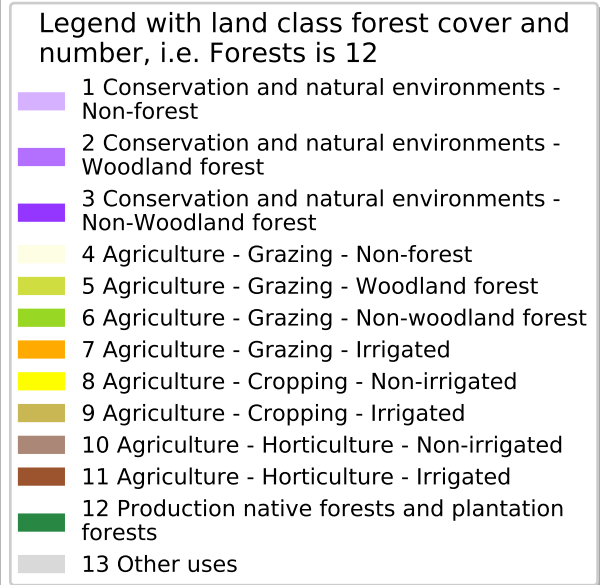 Legend with land class forest cover and
number, i.e. Forests is 12
1 Conservation and natural environments -
Non-forest
2 Conservation and natural environments -
Woodland forest
3 Conservation and natural environments -
Non-Woodland forest
4 Agriculture - Grazing - Non-forest
5 Agriculture - Grazing - Woodland forest
6 Agriculture - Grazing - Non-woodland forest
7 Agriculture - Grazing - Irrigated
8 Agriculture - Cropping - Non-irrigated
9 Agriculture - Cropping - Irrigated
10 Agriculture - Horticulture - Non-irrigated
11 Agriculture - Horticulture - Irrigated
12 Production native forests and plantation
forests
13 Other uses